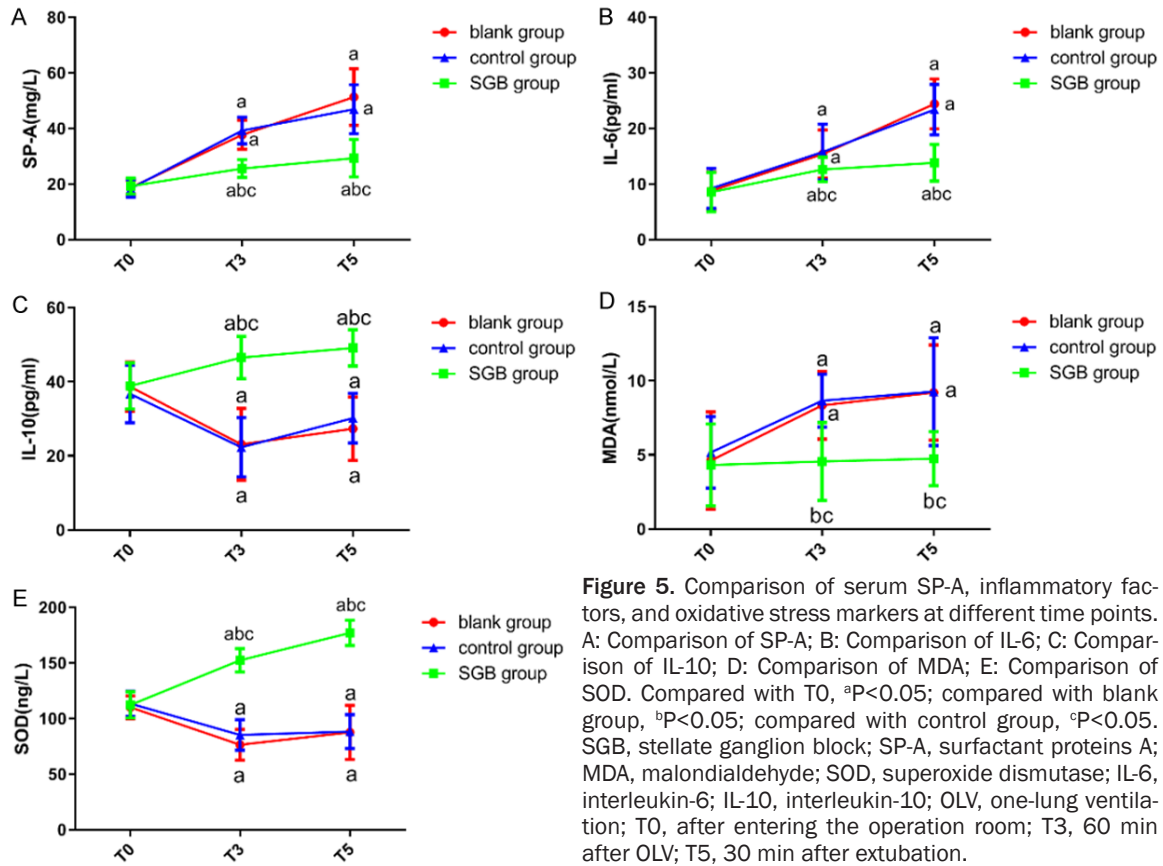 A
80
60
40
20
0
SP-A(mg/L)
a
a
a
a
abc
abc
T0
T3
T5
blank group
control group
SGB group
B
40
30
20
10
0
IL-6(pg/ml)
a
a
a
a
abc
abc
T0
T3
T5
blank group
control group
SGB group
C
60
40
20
0
IL-10(pg/ml)
abc
abc
a
a
a
a
T0
T3
T5
blank group
control group
SGB group
D
15
10
5
0
MDA(nmol/L)
a
a
a
a
bc
bc
T0
T3
T5
blank group
control group
SGB group
E
200
150
100
50
0
SOD(ng/L)
abc
abc
a
a
a
a
T0
T3
T5
blank group
control group
SGB group
Figure 5. Comparison of serum SP-A, inflammatory fac-
tors, and oxidative stress markers at different time points.
A: Comparison of SP-A; B: Comparison of IL-6; C: Compar-
ison of IL-10; D: Comparison of MDA; E: Comparison of
SOD. Compared with T0, ᵃP<0.05; compared with blank
group, ᵇP<0.05; compared with control group, ᶜP<0.05.
SGB, stellate ganglion block; SP-A, surfactant proteins A;
MDA, malondialdehyde; SOD, superoxide dismutase; IL-6,
interleukin-6; IL-10, interleukin-10; OLV, one-lung ventila-
tion; T0, after entering the operation room; T3, 60 min
after OLV; T5, 30 min after extubation.